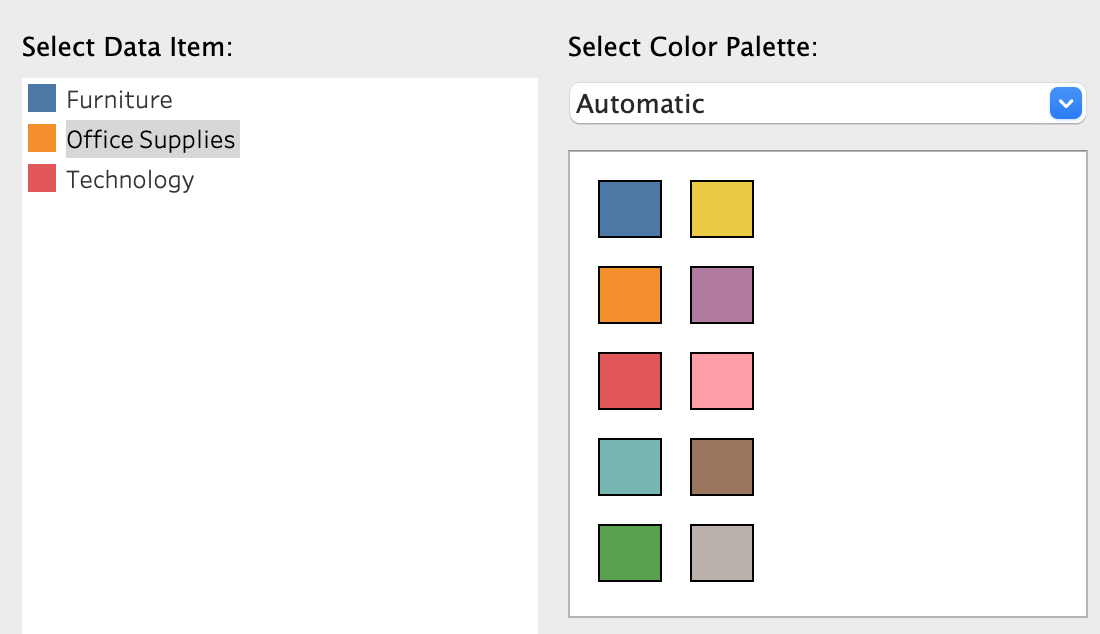 Select Data Item:
Furniture
Office Supplies
Technology
Select Color Palette:
Automatic